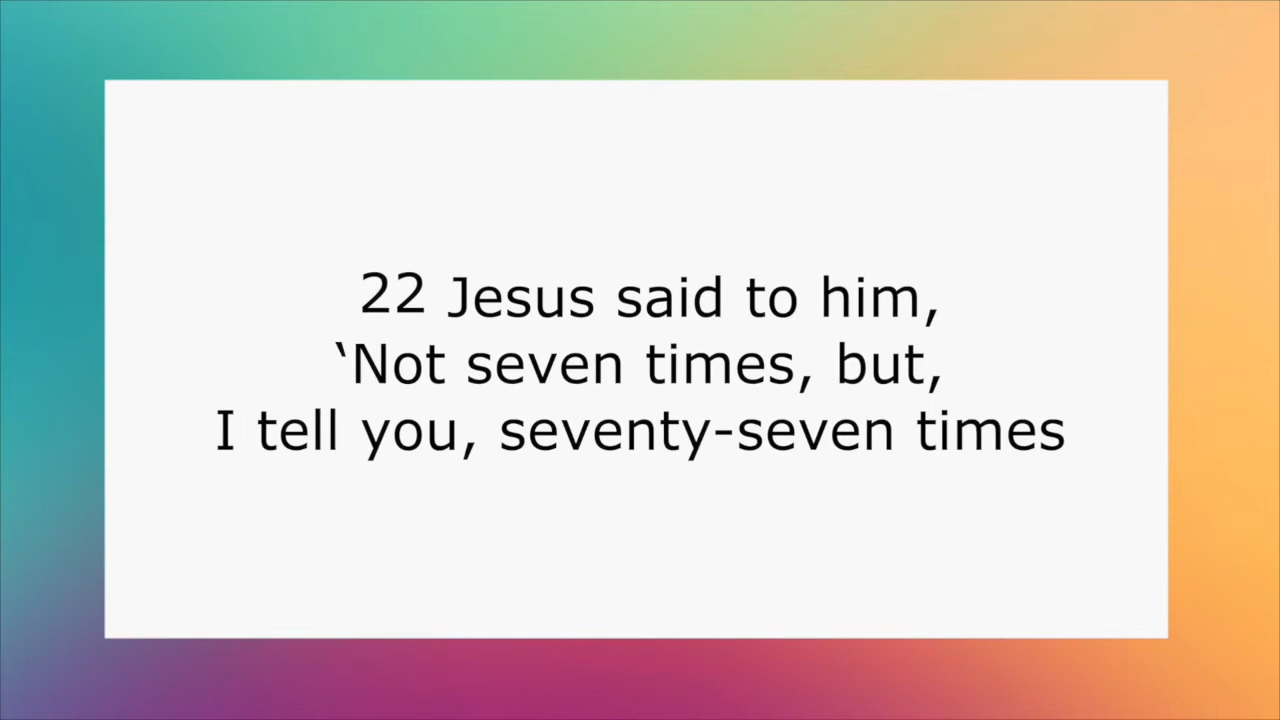 22 Jesus said to him,
‘Not seven times, but,
I tell you, seventy-seven times